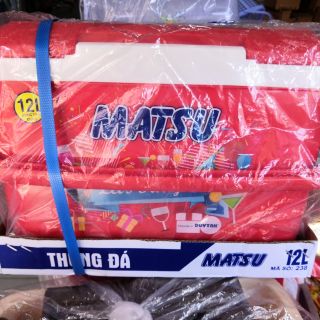 12L
MATSU
DUYTAN
THÙNG ĐÁ MATSU 12L
MÃ SỐ: 238